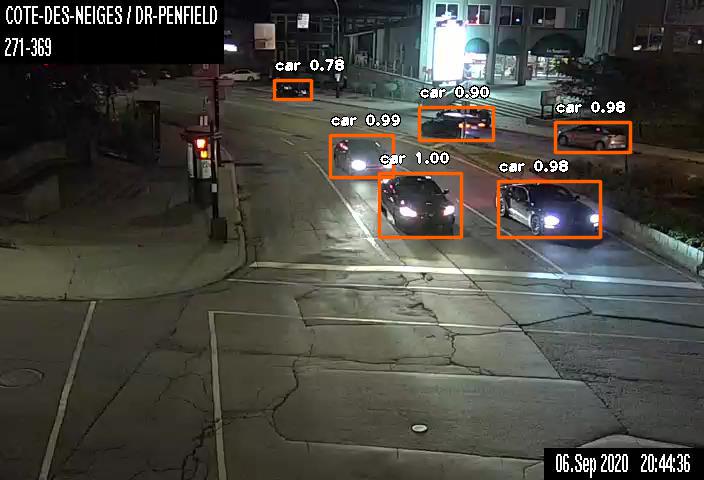 COTE-DES-NEIGES / DR-PENFIELD
271-369
car 0.78
car 0.90
car 0.98
car 0.99
car 1.00
car 0.98
06.Sep 2020 20:44:36